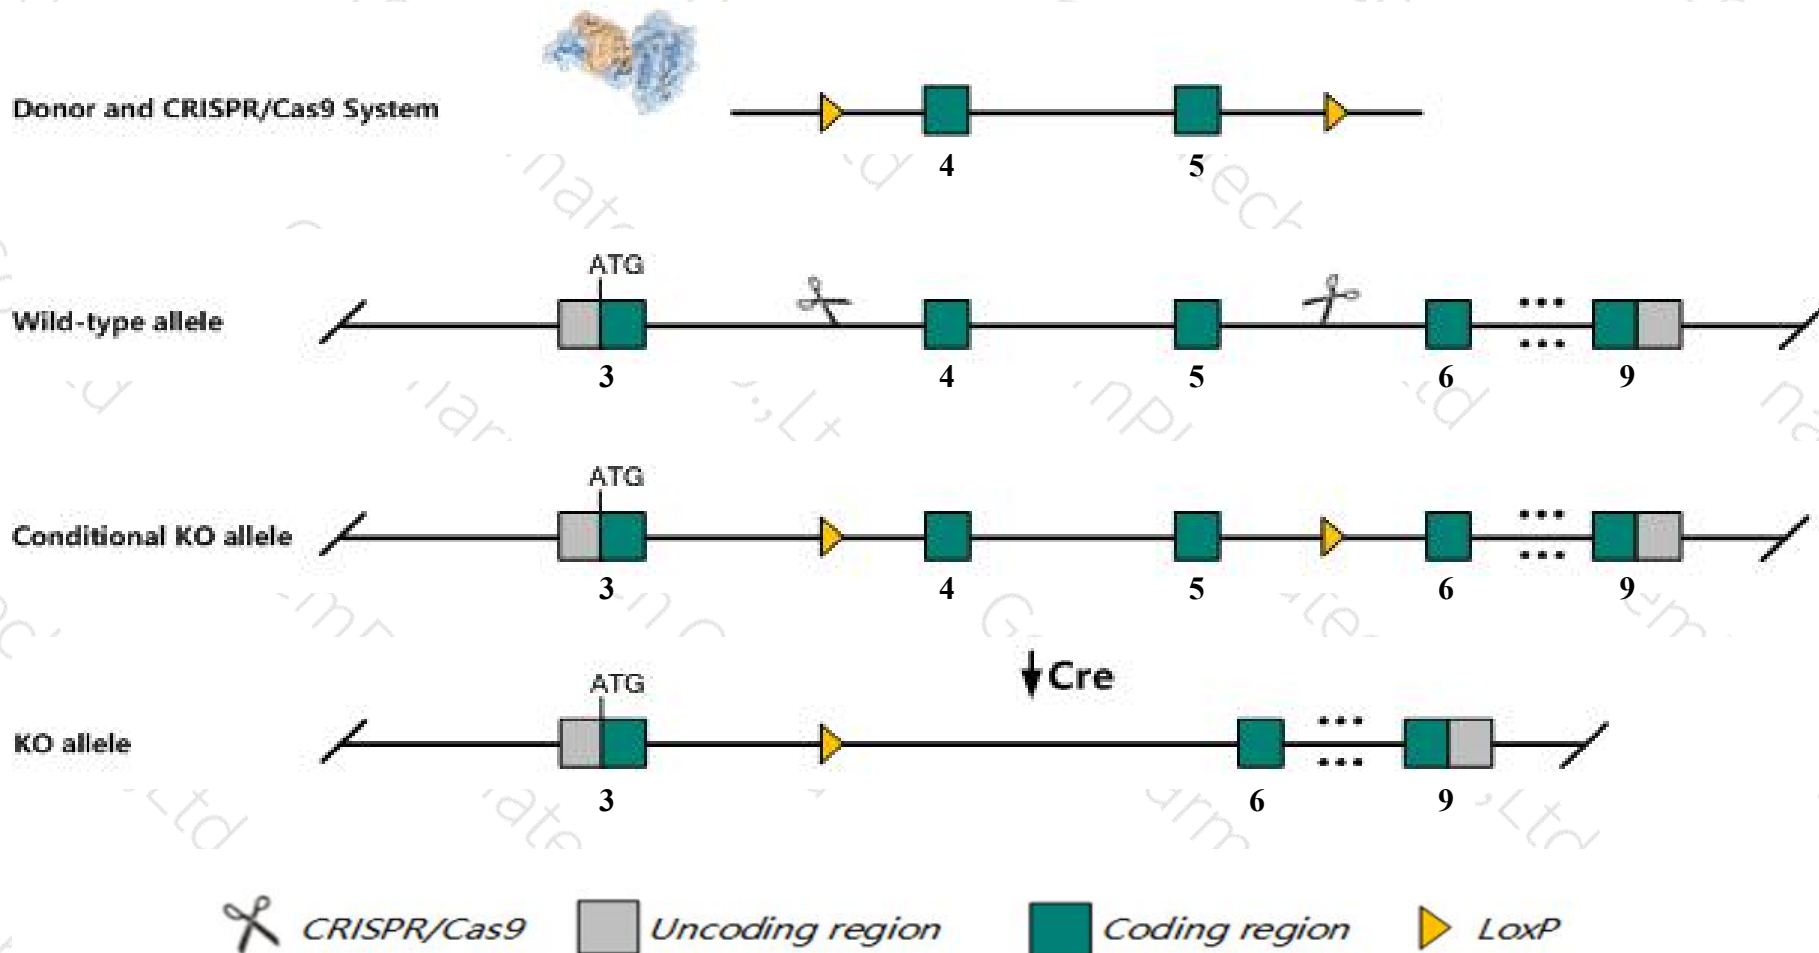 Donor and CRISPR/Cas9 System
4 5
ATG
Wild-type allele
3 4 5 6 9
ATG
Conditional KO allele
3 4 5 6 9
Cre
ATG
KO allele
3 6 9
CRISPR/Cas9 Uncoding region Coding region LoxP